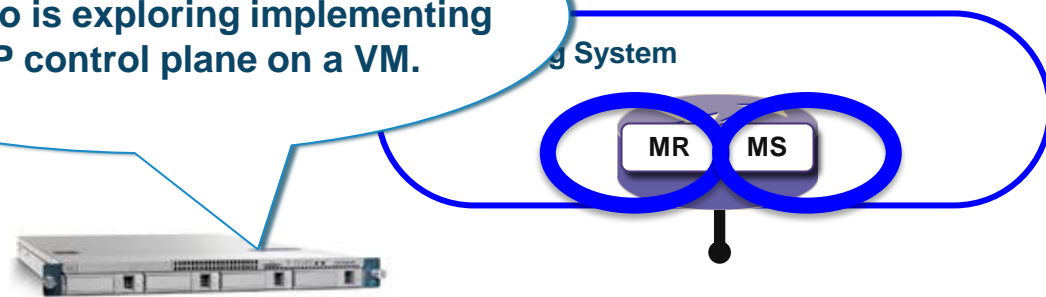 o is exploring implementing
P control plane on a VM.
g System
MR
MS